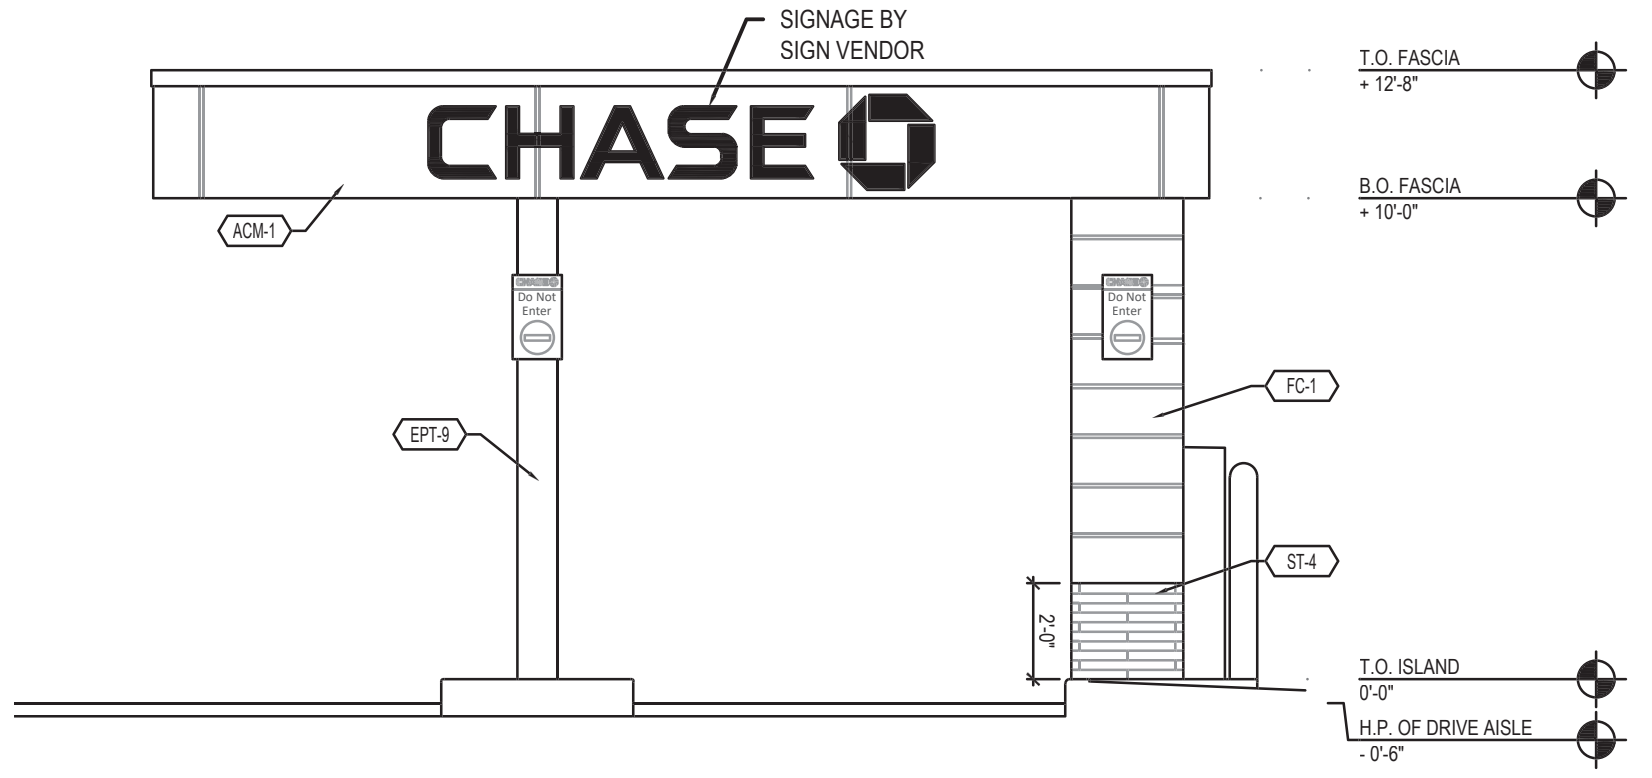 SIGNAGE BY
SIGN VENDOR
T.O. FASCIA
+ 12'-8"
CHASE
B.O. FASCIA
+ 10'-0"
ACM-1
CHASE
Do Not
Enter
CHASE
Do Not
Enter
FC-1
EPT-9
ST-4
2'-0"
T.O. ISLAND
0'-0"
H.P. OF DRIVE AISLE
- 0'-6"